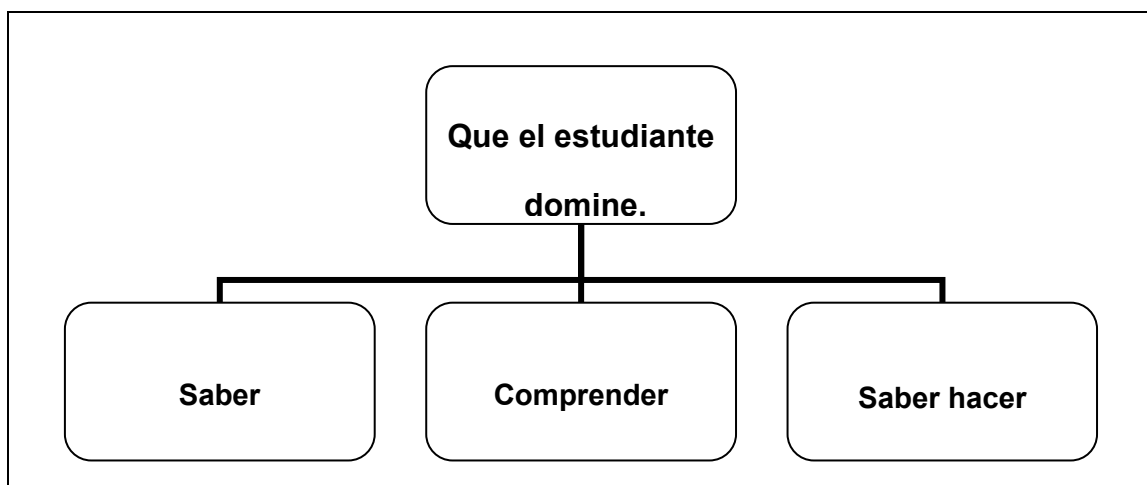 Que el estudiante
domine.
Saber
Comprender
Saber hacer